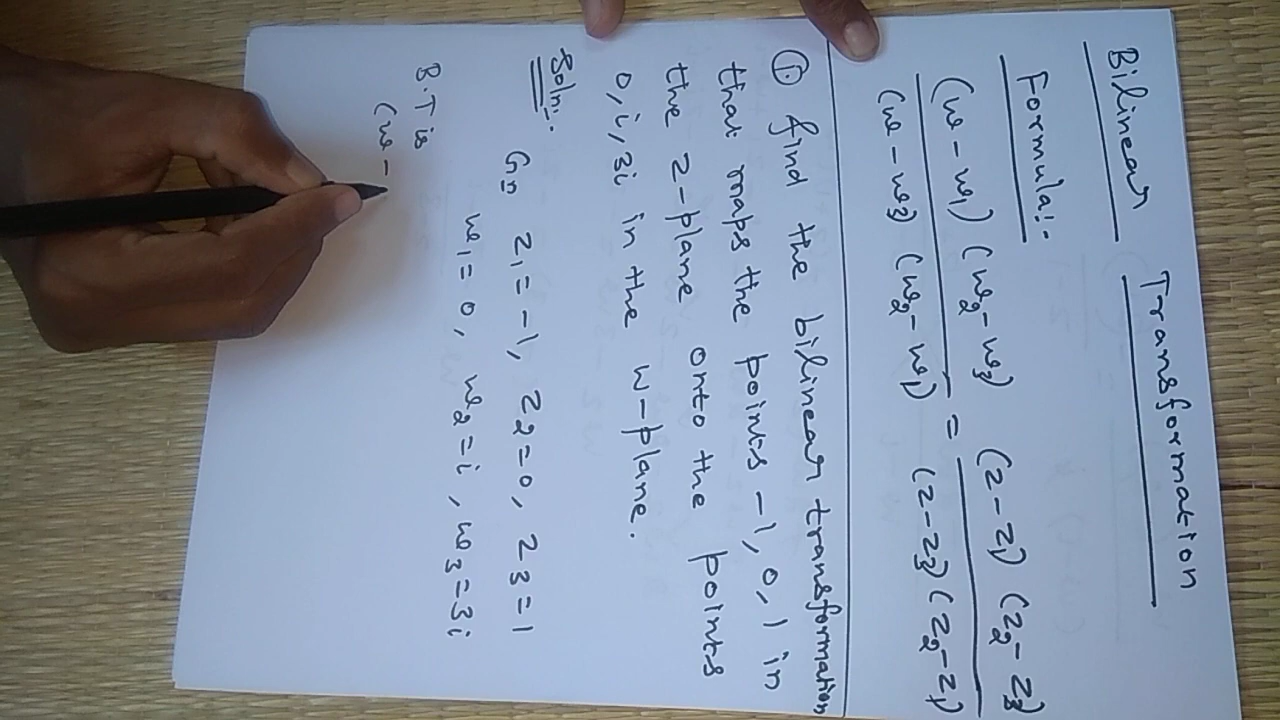 Bilinear Transformation
Formula:-
(w - w1) (w2 - w3) / (w - w3) (w2 - w1) = (z - z1) (z2 - z3) / (z - z3) (z2 - z1)
① find the bilinear transformation
that maps the points -1, 0, 1 in
the z-plane onto the points
0, i, 3i in the w-plane.
Soln:-
Gn z1 = -1, z2 = 0, z3 = 1
w1 = 0, w2 = i, w3 = 3i
B.T is
(w -